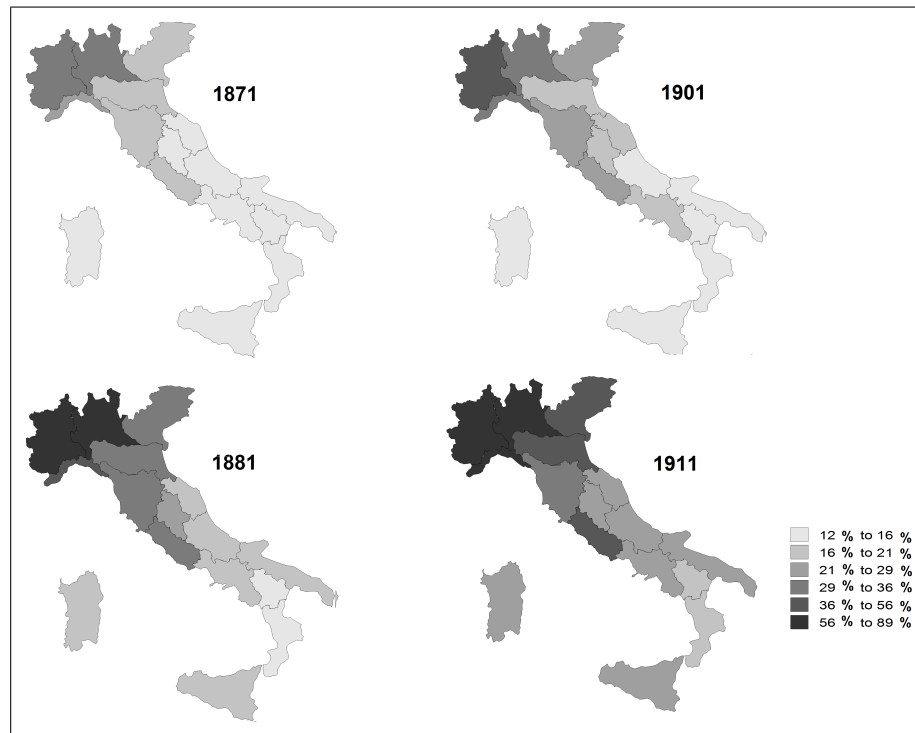 1871
1901
1881
1911
12 % to 16 %
16 % to 21 %
21 % to 29 %
29 % to 36 %
36 % to 56 %
56 % to 89 %